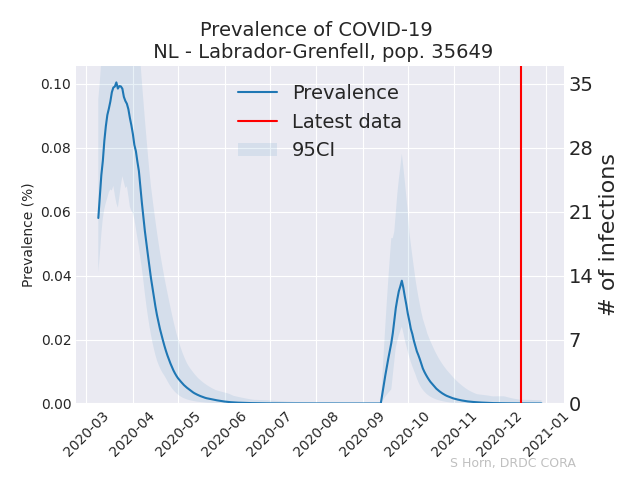 Prevalence of COVID-19
NL - Labrador-Grenfell, pop. 35649
Prevalence
Latest data
95CI
Prevalence (%)
0.10
0.08
0.06
0.04
0.02
0.00
35
28
21
14
7
0
# of infections
2020-03
2020-04
2020-05
2020-06
2020-07
2020-08
2020-09
2020-10
2020-11
2020-12
2021-01
S Horn, DRDC CORA